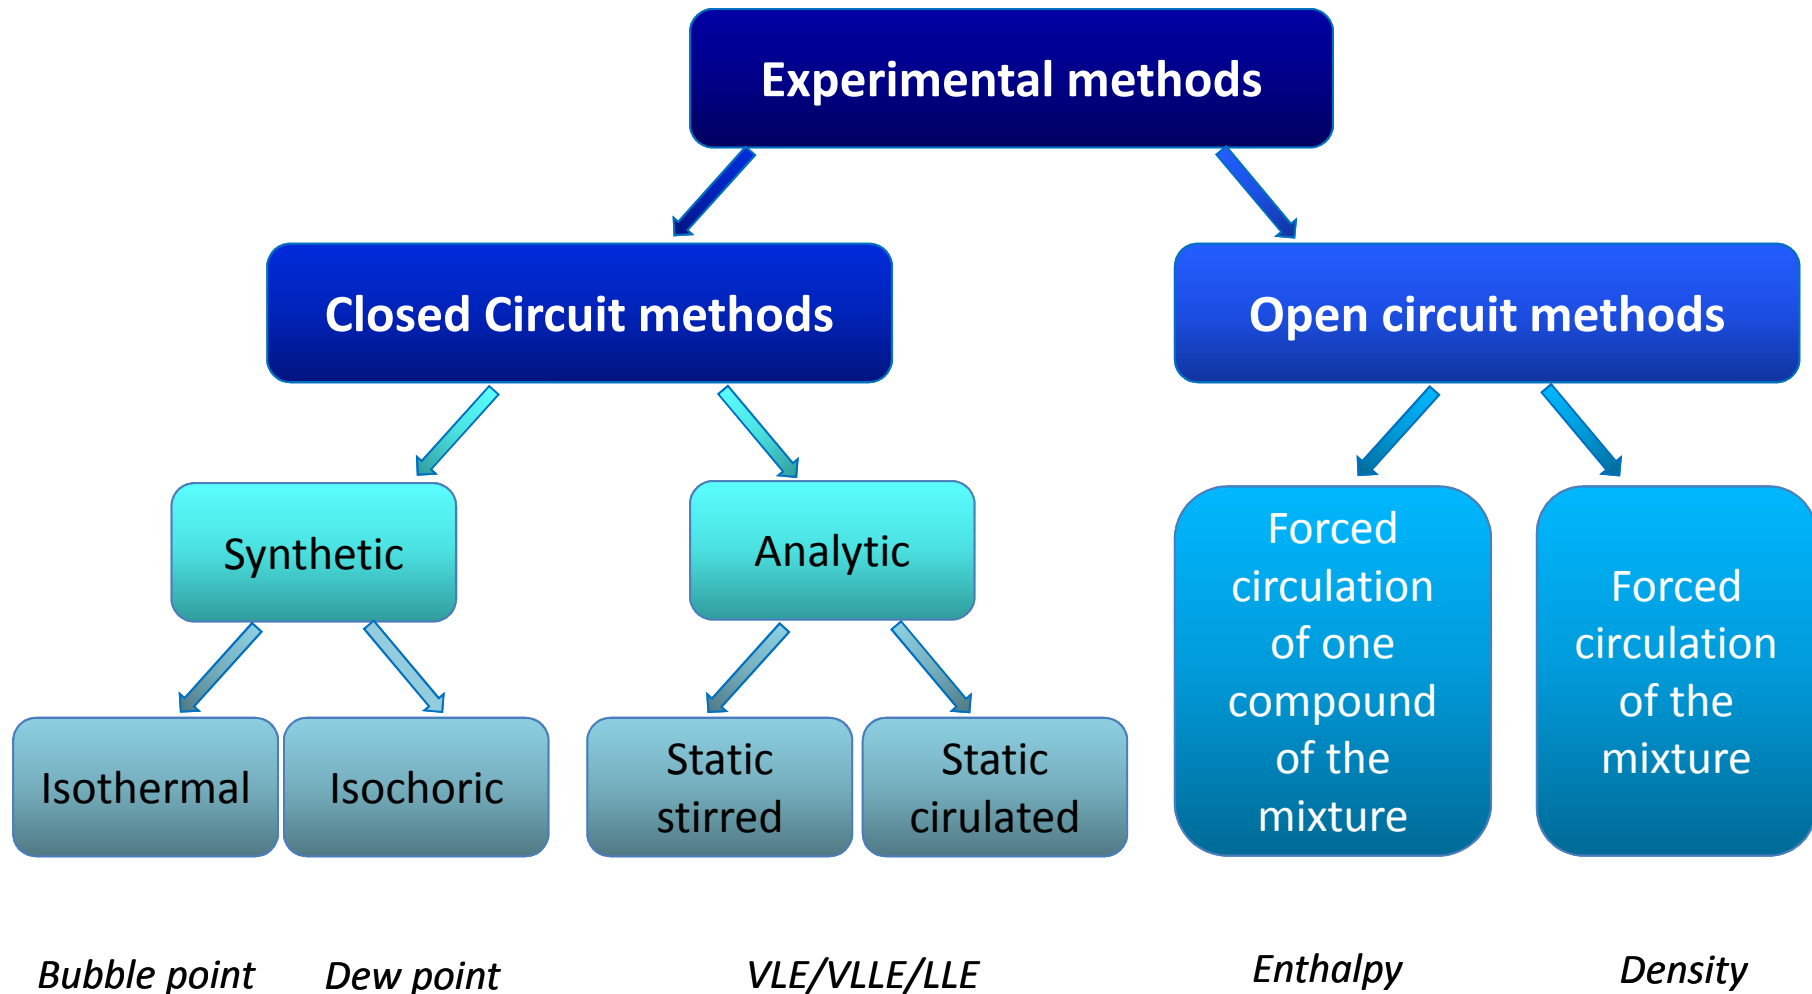 Experimental methods
Closed Circuit methods
Open circuit methods
Synthetic
Analytic
Forced
circulation
of one
compound
of the
mixture
Forced
circulation
of the
mixture
Isothermal
Isochoric
Static
stirred
Static
cirulated
Bubble point
Dew point
VLE/VLLE/LLE
Enthalpy
Density